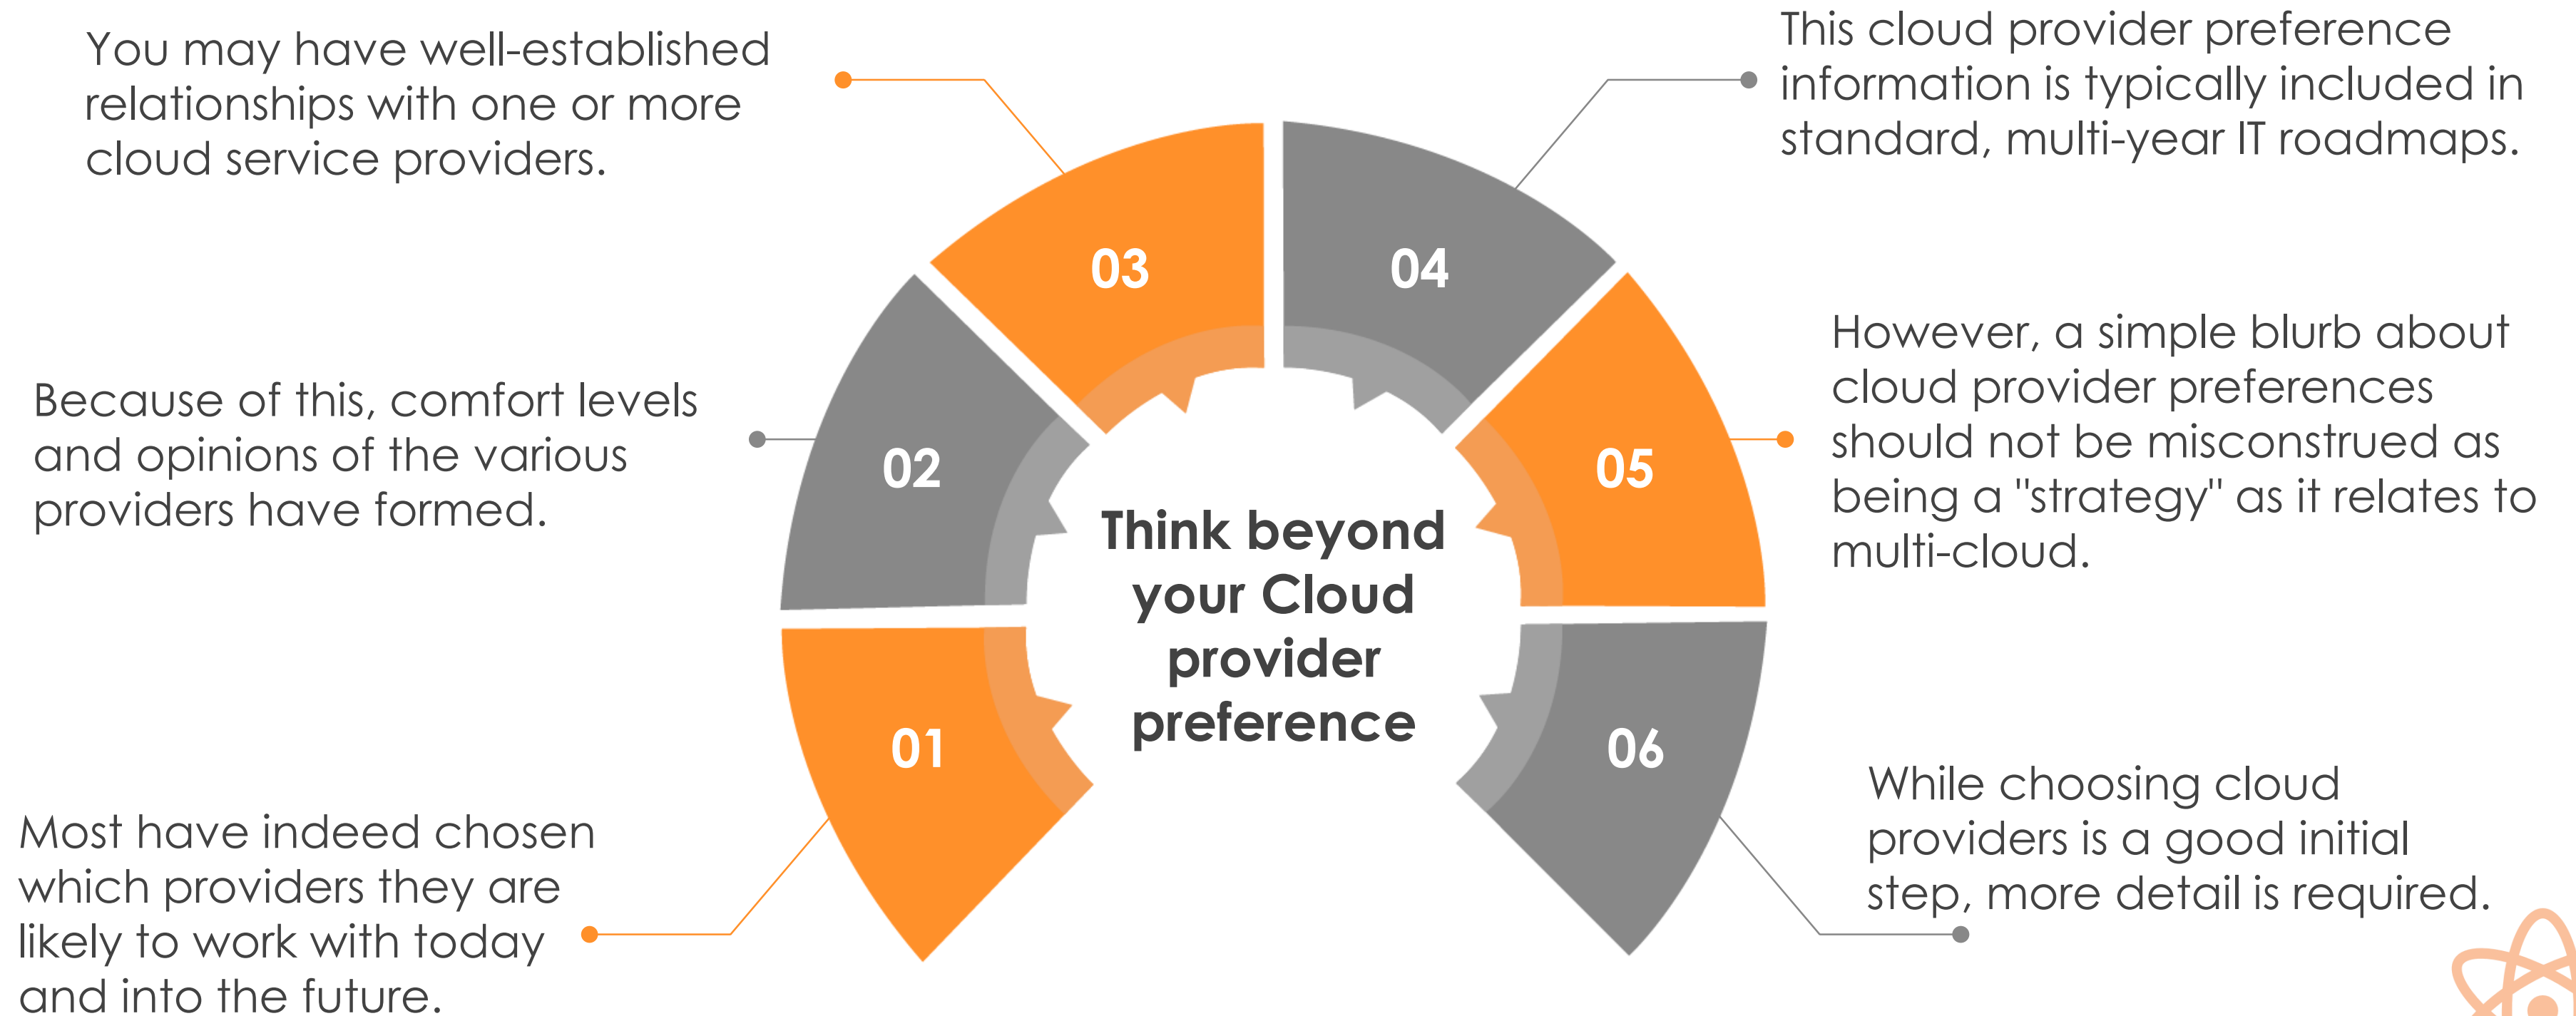 You may have well-established
relationships with one or more
cloud service providers.
03
04
This cloud provider preference
information is typically included in
standard, multi-year IT roadmaps.
Because of this, comfort levels
and opinions of the various
providers have formed.
02
05
However, a simple blurb about
cloud provider preferences
should not be misconstrued as
being a "strategy" as it relates to
multi-cloud.
Think beyond
your Cloud
provider
preference
01
06
Most have indeed chosen
which providers they are
likely to work with today
and into the future.
While choosing cloud
providers is a good initial
step, more detail is required.